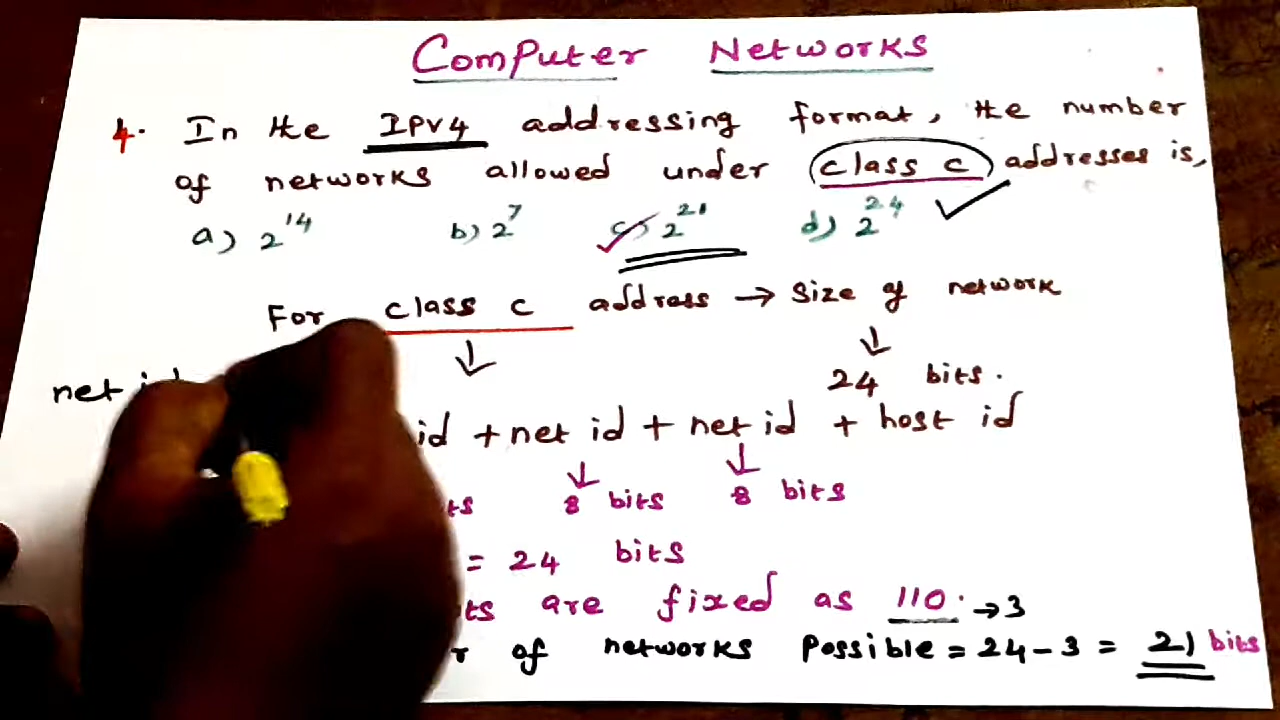 Computer Networks
4. In the IPV4 addressing format, the number
of networks allowed under class c addresses is,
a) 2^14 b) 2^7 c) 2^21 d) 2^24
For class c address → Size of network
↓ ↓
net id 24 bits.
id + net id + net id + host id
↓ ↓
8 bits 8 bits
= 24 bits
are fixed as 110. → 3
of networks Possible = 24 - 3 = 21 bits